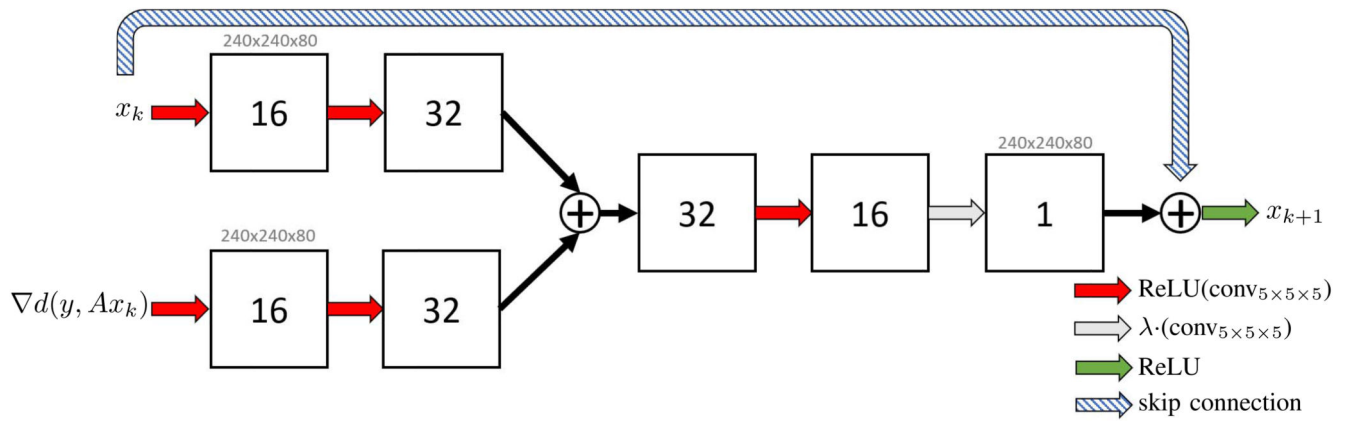 240x240x80
x_k
16
32
240x240x80
32
16
1
x_{k+1}
240x240x80
∇d(y, Ax_k)
16
32
ReLU(conv_{5×5×5})
λ·(conv_{5×5×5})
ReLU
skip connection